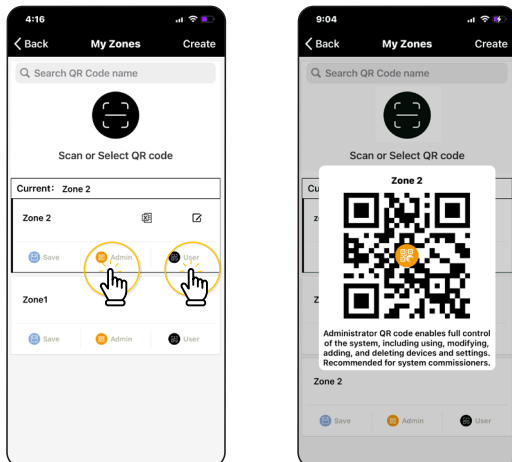 4:16
Back My Zones Create
Search QR Code name
Scan or Select QR code
Current: Zone 2
Zone 2
Save Admin User
Zone1
Save Admin User
9:04
Back My Zones Create
Search QR Code name
Scan or Select QR code
Cu
Zone 2
Administrator QR code enables full control
of the system, including using, modifying,
adding, and deleting devices and settings.
Recommended for system commissioners.
Zone 2
Save Admin User